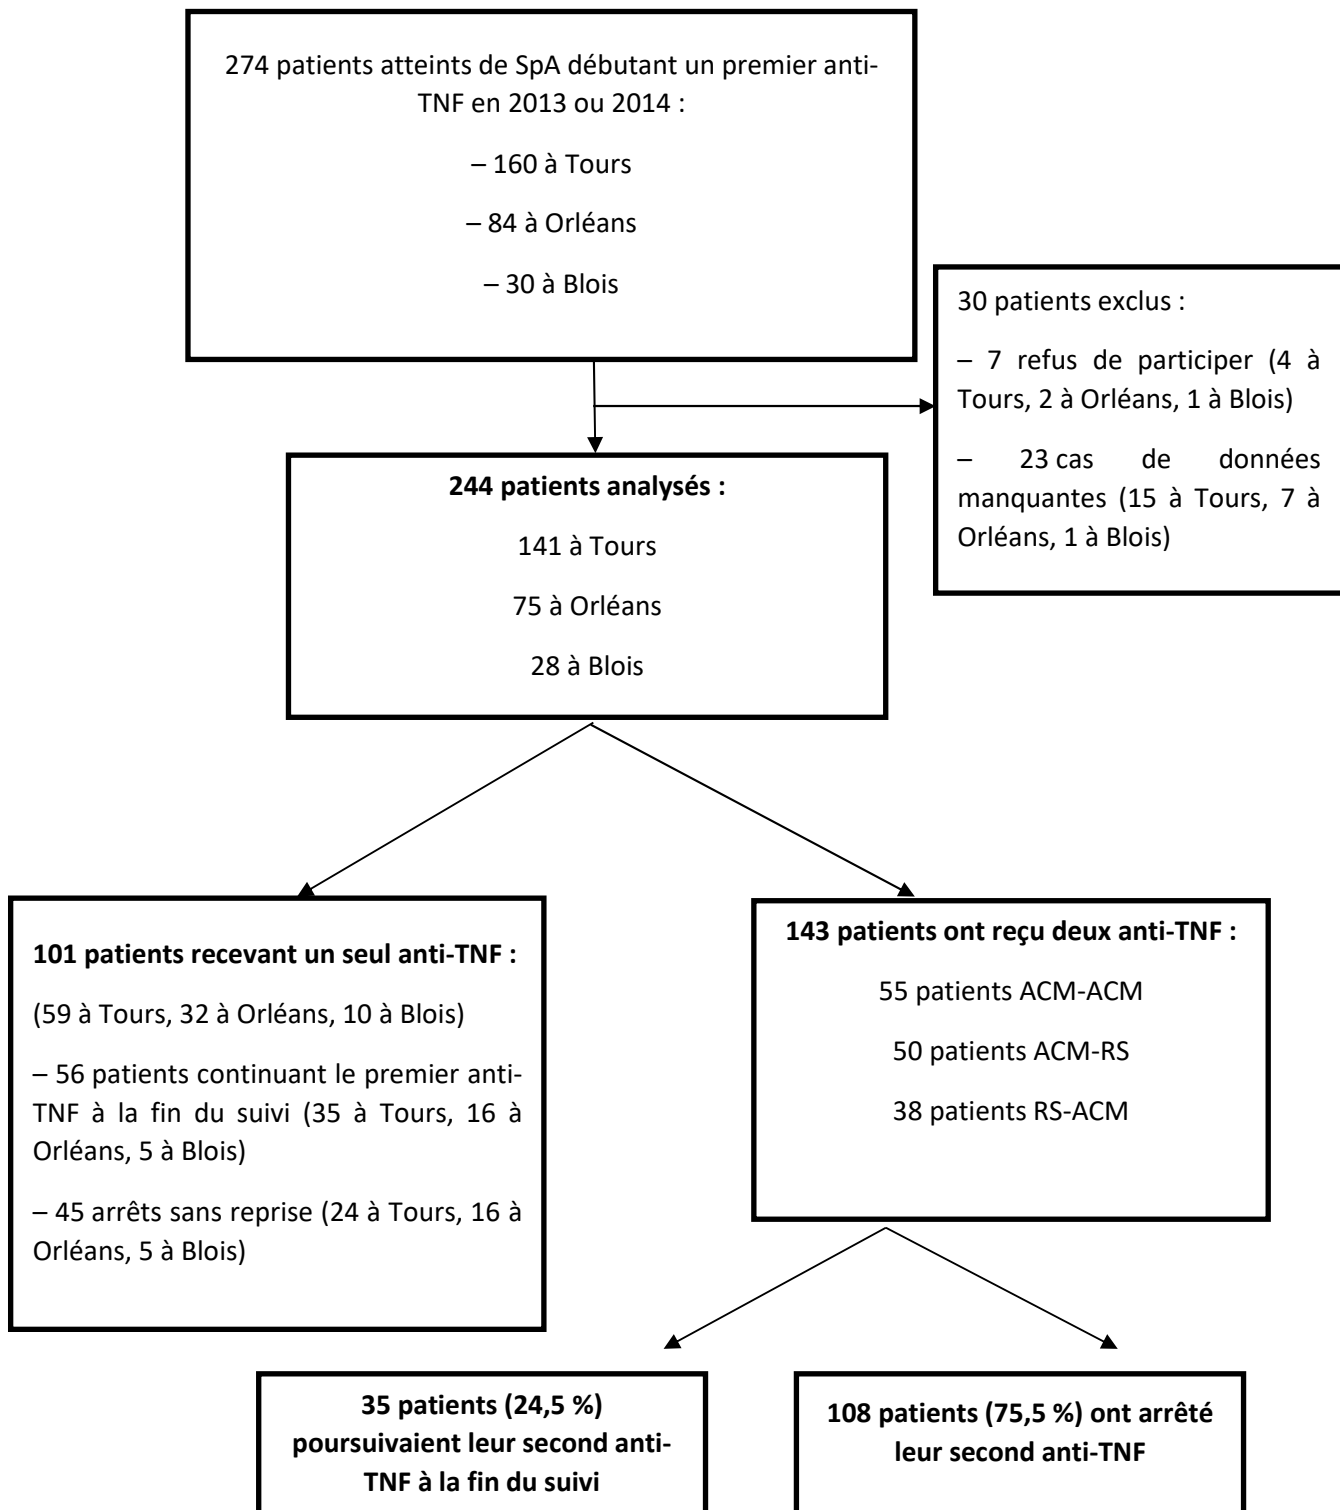 274 patients atteints de SpA débutant un premier anti-
TNF en 2013 ou 2014 :
– 160 à Tours
– 84 à Orléans
– 30 à Blois
30 patients exclus :
– 7 refus de participer (4 à
Tours, 2 à Orléans, 1 à Blois)
– 23 cas de données
manquantes (15 à Tours, 7 à
Orléans, 1 à Blois)
244 patients analysés :
141 à Tours
75 à Orléans
28 à Blois
101 patients recevant un seul anti-TNF :
(59 à Tours, 32 à Orléans, 10 à Blois)
– 56 patients continuant le premier anti-
TNF à la fin du suivi (35 à Tours, 16 à
Orléans, 5 à Blois)
– 45 arrêts sans reprise (24 à Tours, 16 à
Orléans, 5 à Blois)
143 patients ont reçu deux anti-TNF :
55 patients ACM-ACM
50 patients ACM-RS
38 patients RS-ACM
35 patients (24,5 %)
poursuivaient leur second anti-
TNF à la fin du suivi
108 patients (75,5 %) ont arrêté
leur second anti-TNF